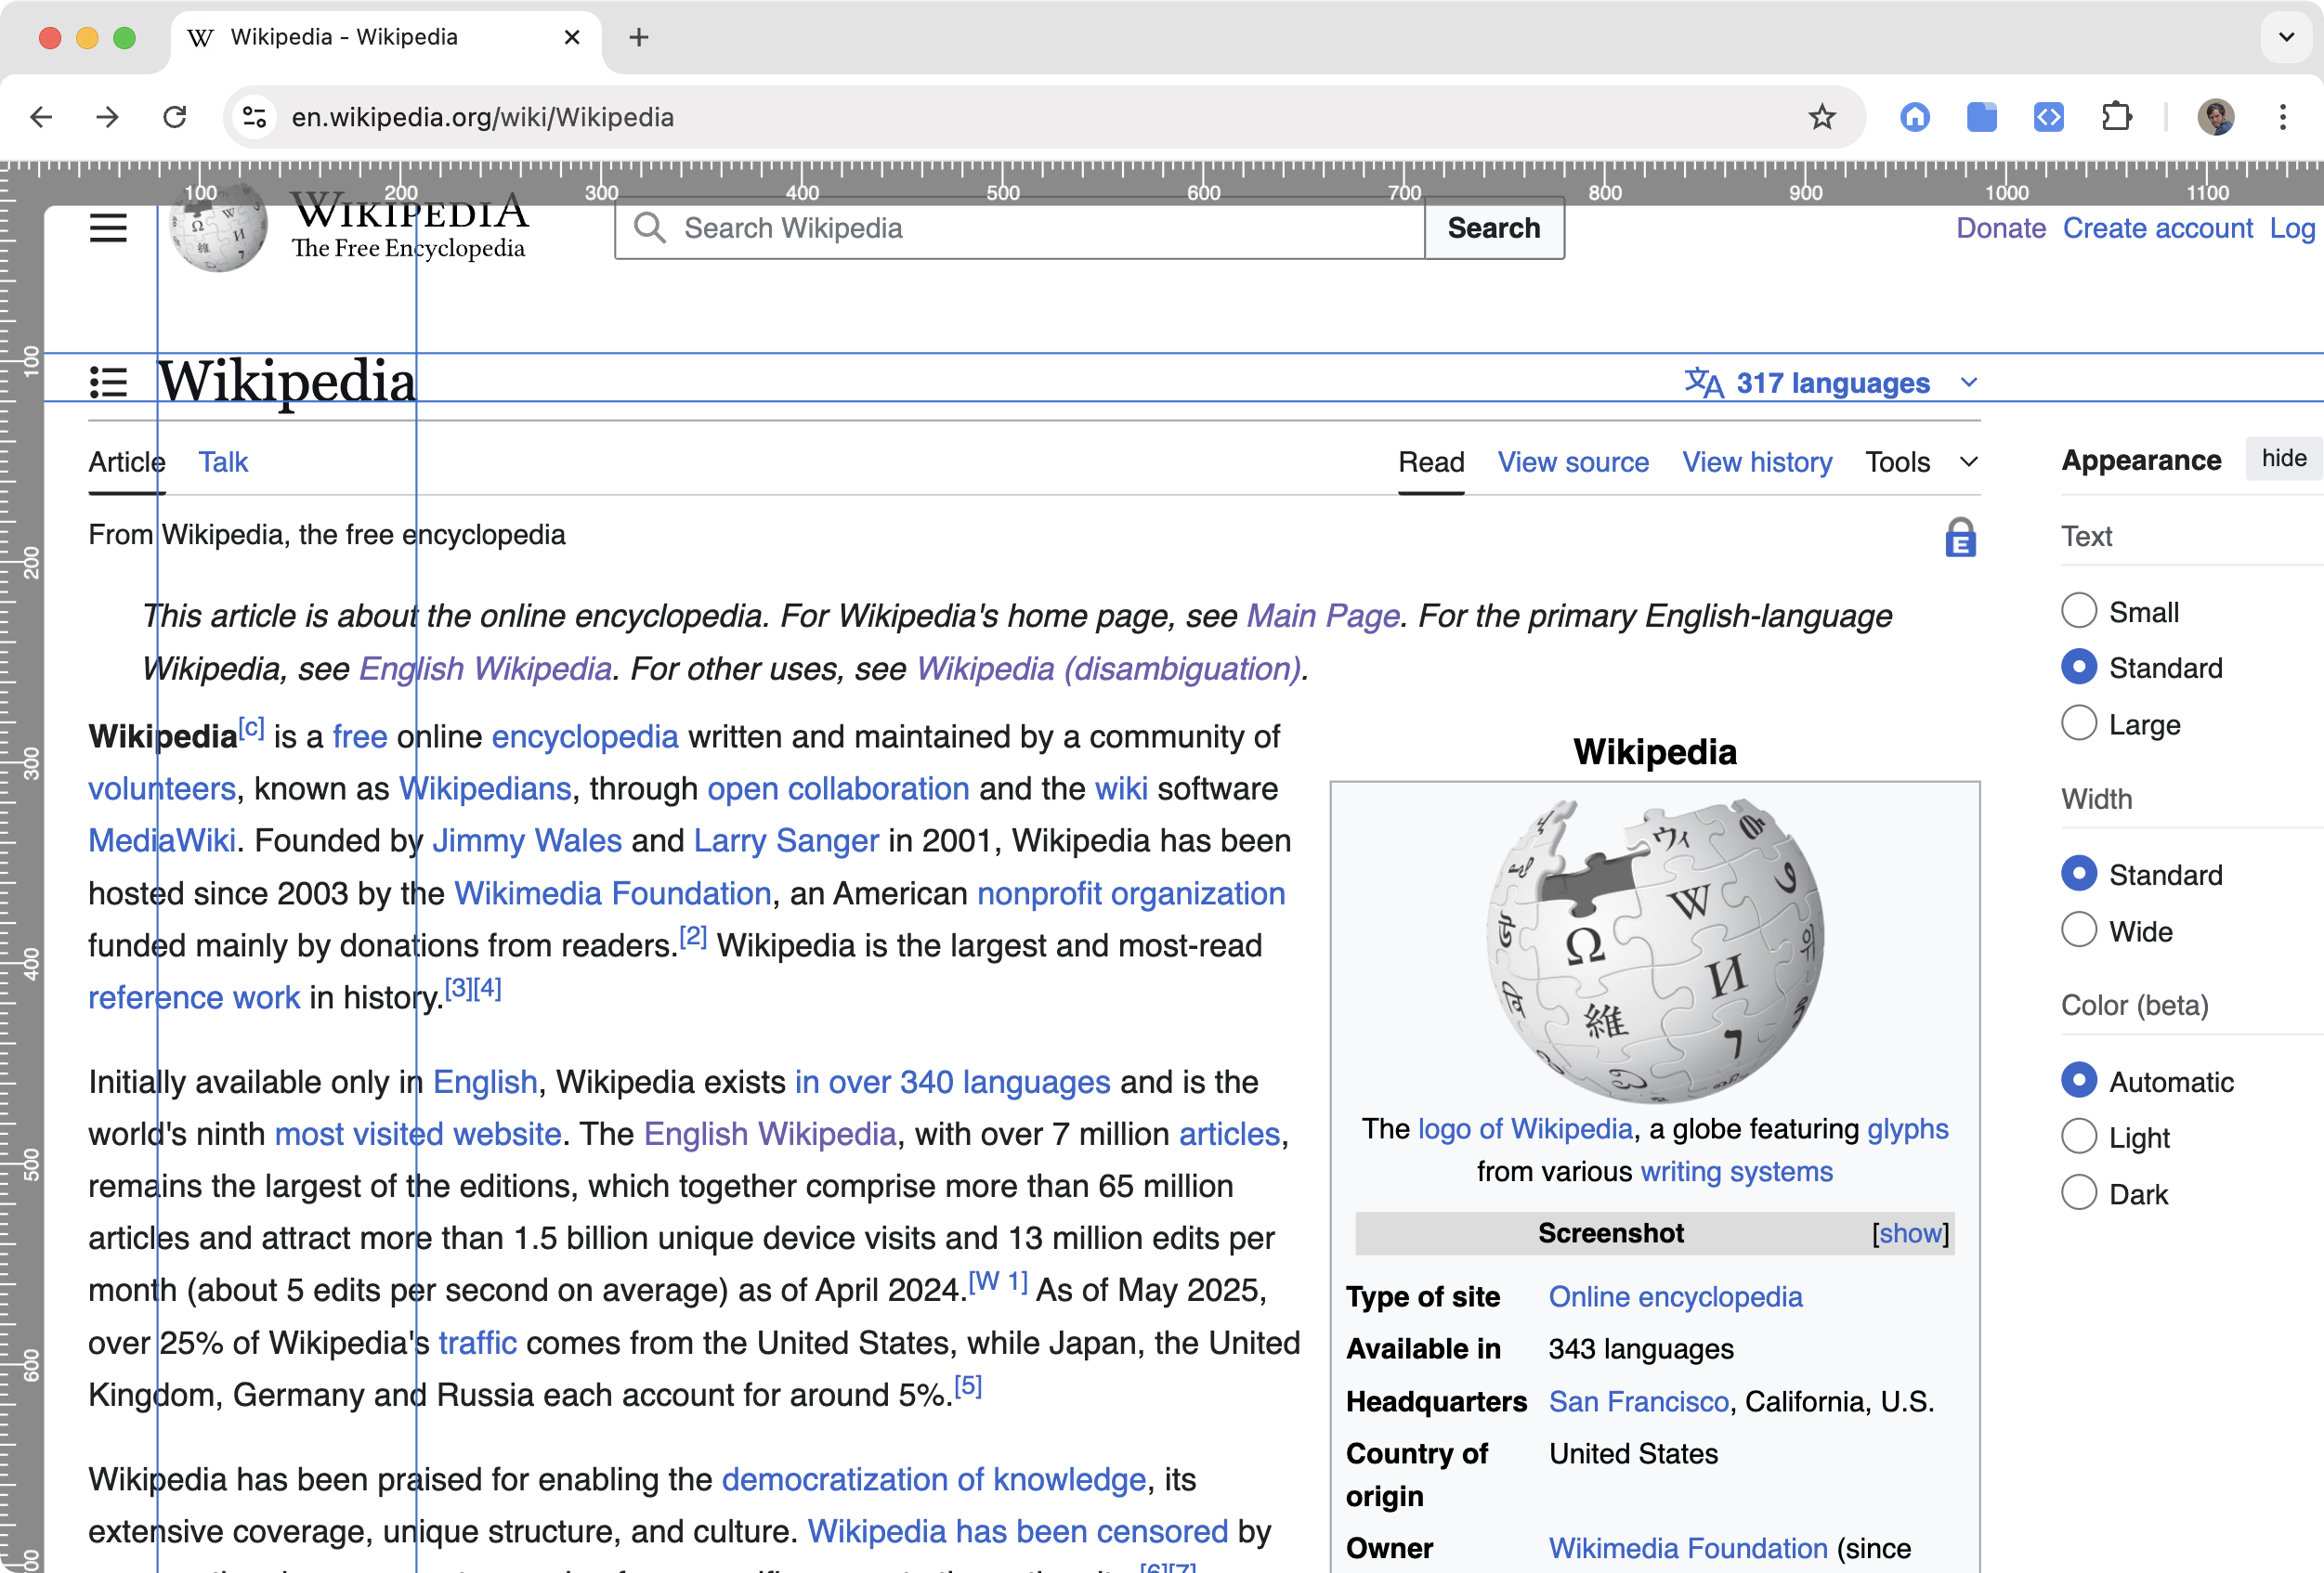 Wikipedia - Wikipedia
en.wikipedia.org/wiki/Wikipedia
100 200 300 400 500 600 700 800 900 1000 1100
WIKIPEDIA
The Free Encyclopedia
Search Wikipedia Search
Donate Create account Log
100
Wikipedia
317 languages
Article Talk
Read View source View history Tools
Appearance hide
From Wikipedia, the free encyclopedia
Text
200
This article is about the online encyclopedia. For Wikipedia's home page, see Main Page. For the primary English-language
Wikipedia, see English Wikipedia. For other uses, see Wikipedia (disambiguation).
Small
Standard
Large
300
Wikipedia[c] is a free online encyclopedia written and maintained by a community of
volunteers, known as Wikipedians, through open collaboration and the wiki software
MediaWiki. Founded by Jimmy Wales and Larry Sanger in 2001, Wikipedia has been
hosted since 2003 by the Wikimedia Foundation, an American nonprofit organization
funded mainly by donations from readers.[2] Wikipedia is the largest and most-read
reference work in history.[3][4]
400
Initially available only in English, Wikipedia exists in over 340 languages and is the
world's ninth most visited website. The English Wikipedia, with over 7 million articles,
remains the largest of the editions, which together comprise more than 65 million
articles and attract more than 1.5 billion unique device visits and 13 million edits per
month (about 5 edits per second on average) as of April 2024.[W 1] As of May 2025,
over 25% of Wikipedia's traffic comes from the United States, while Japan, the United
Kingdom, Germany and Russia each account for around 5%.[5]
500
600
Wikipedia has been praised for enabling the democratization of knowledge, its
extensive coverage, unique structure, and culture. Wikipedia has been censored by
[6][7]
Wikipedia
Ω W И 維 ウィ
The logo of Wikipedia, a globe featuring glyphs
from various writing systems
Screenshot [show]
Type of site Online encyclopedia
Available in 343 languages
Headquarters San Francisco, California, U.S.
Country of origin United States
Owner Wikimedia Foundation (since
Width
Standard
Wide
Color (beta)
Automatic
Light
Dark